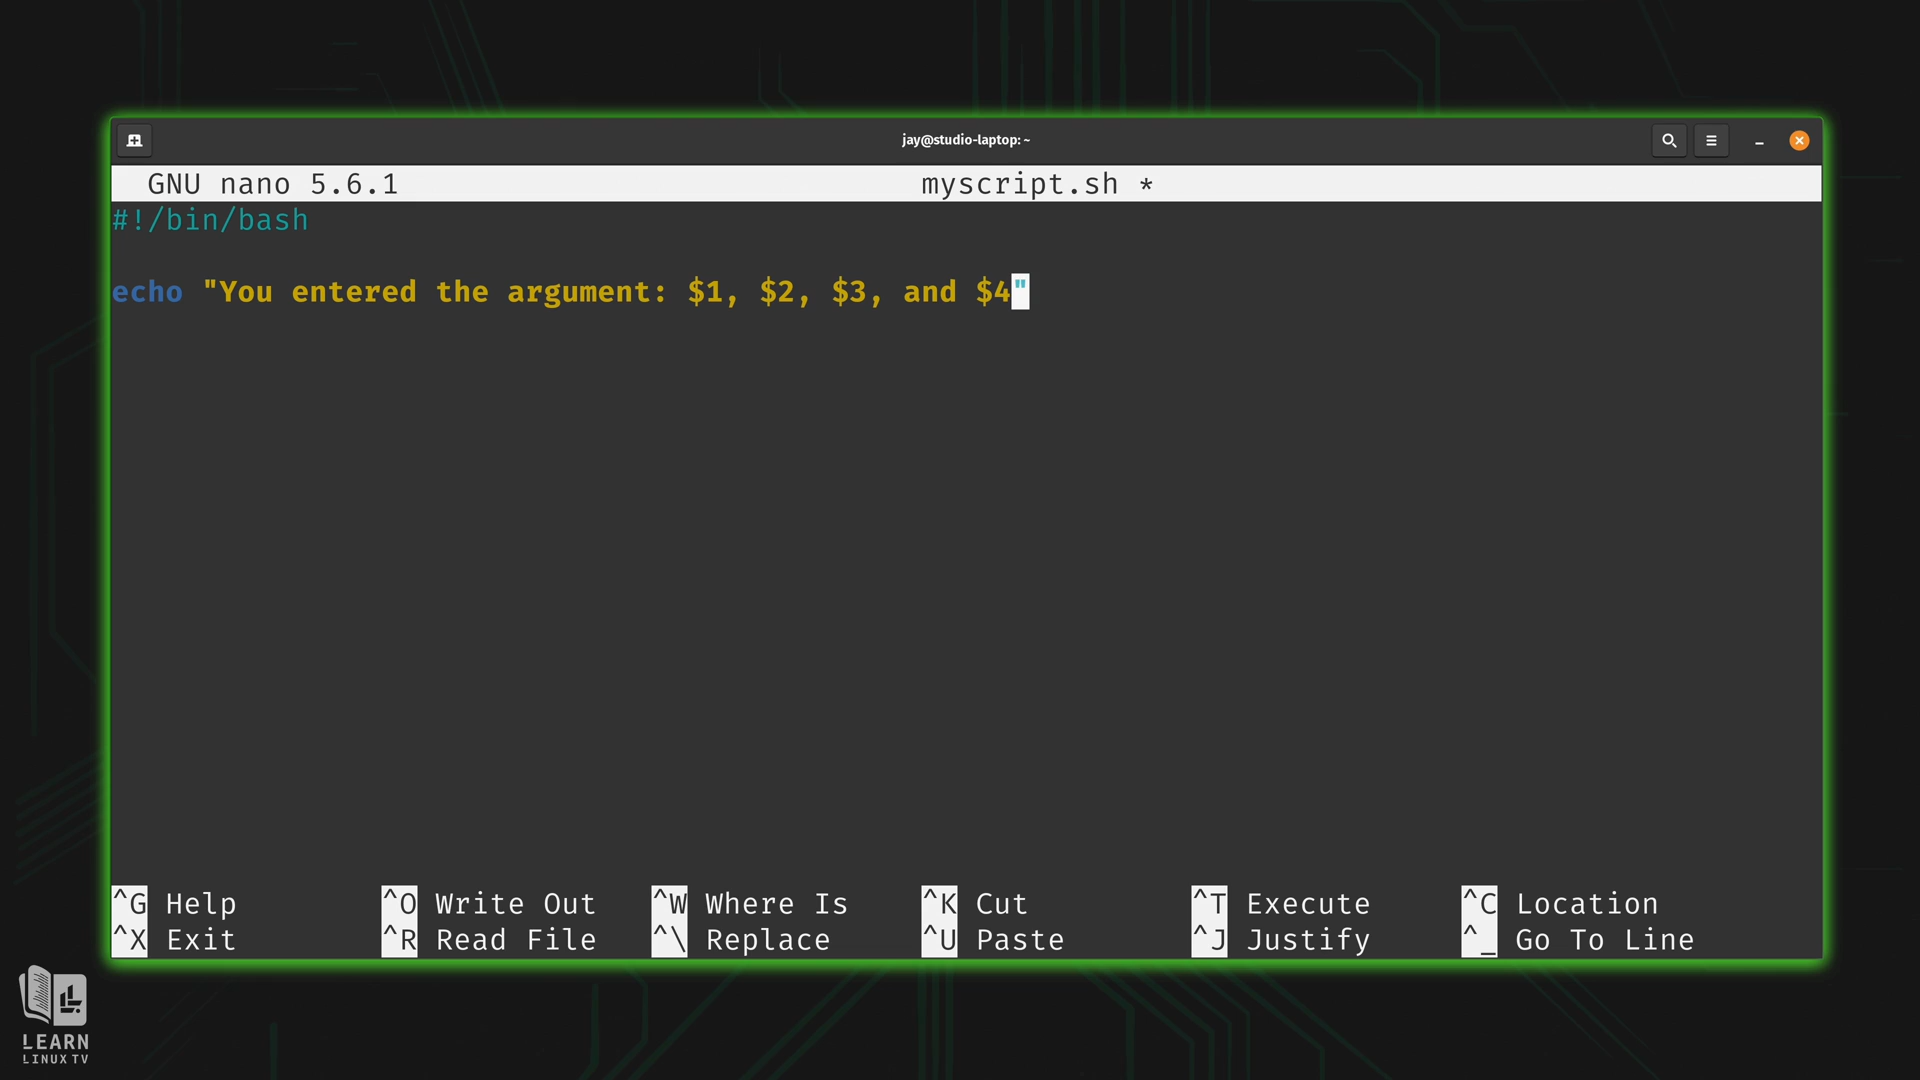 jay@studio-laptop: ~
GNU nano 5.6.1 myscript.sh *
#!/bin/bash
echo "You entered the argument: $1, $2, $3, and $4"
^G Help ^O Write Out ^W Where Is ^K Cut ^T Execute ^C Location
^X Exit ^R Read File ^\ Replace ^U Paste ^J Justify ^_ Go To Line
LEARN
LINUX TV